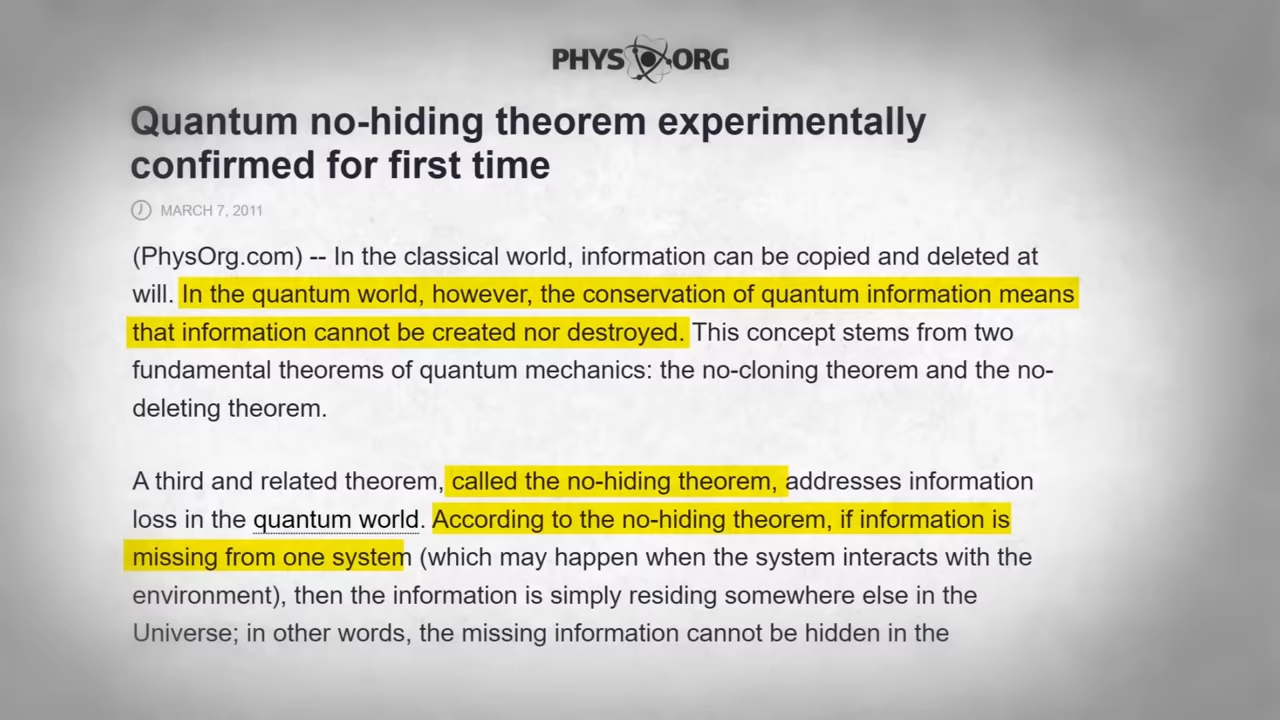 PHYS ORG
Quantum no-hiding theorem experimentally
confirmed for first time
MARCH 7, 2011
(PhysOrg.com) -- In the classical world, information can be copied and deleted at
will. In the quantum world, however, the conservation of quantum information means
that information cannot be created nor destroyed. This concept stems from two
fundamental theorems of quantum mechanics: the no-cloning theorem and the no-
deleting theorem.
A third and related theorem, called the no-hiding theorem, addresses information
loss in the quantum world. According to the no-hiding theorem, if information is
missing from one system (which may happen when the system interacts with the
environment), then the information is simply residing somewhere else in the
Universe; in other words, the missing information cannot be hidden in the